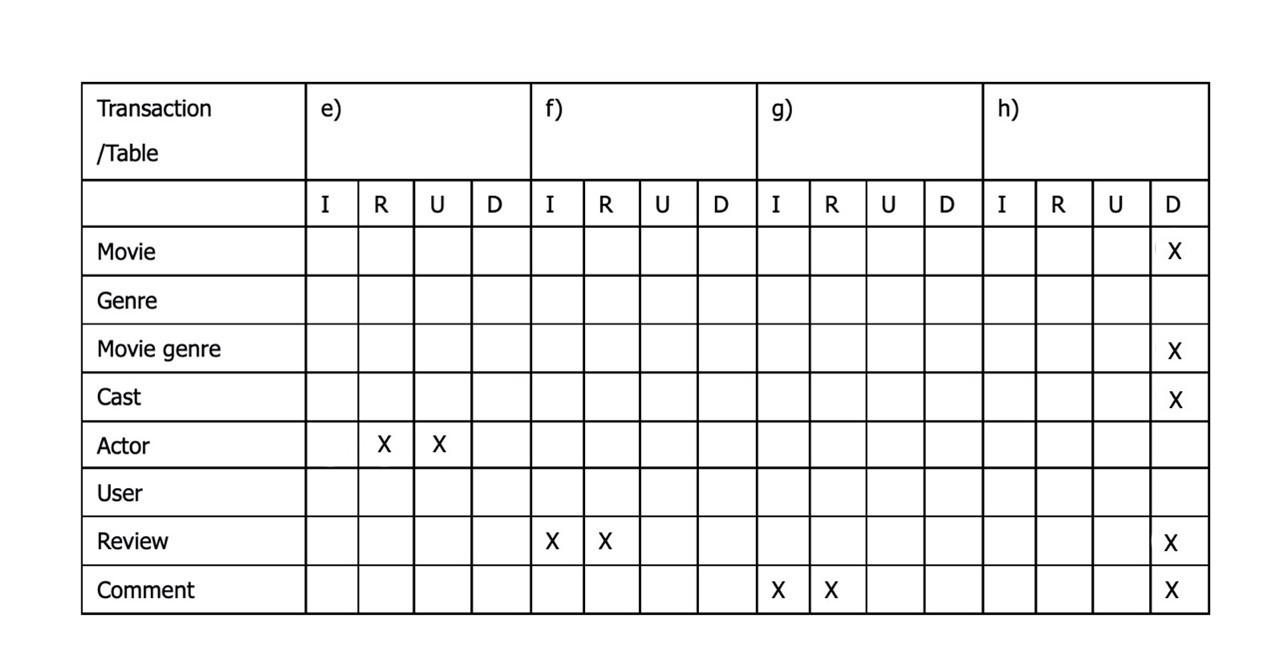 Transaction /Table e) f) g) h)
I R U D I R U D I R U D I R U D
Movie X
Genre
Movie genre X
Cast X
Actor X X
User
Review X X X
Comment X X X